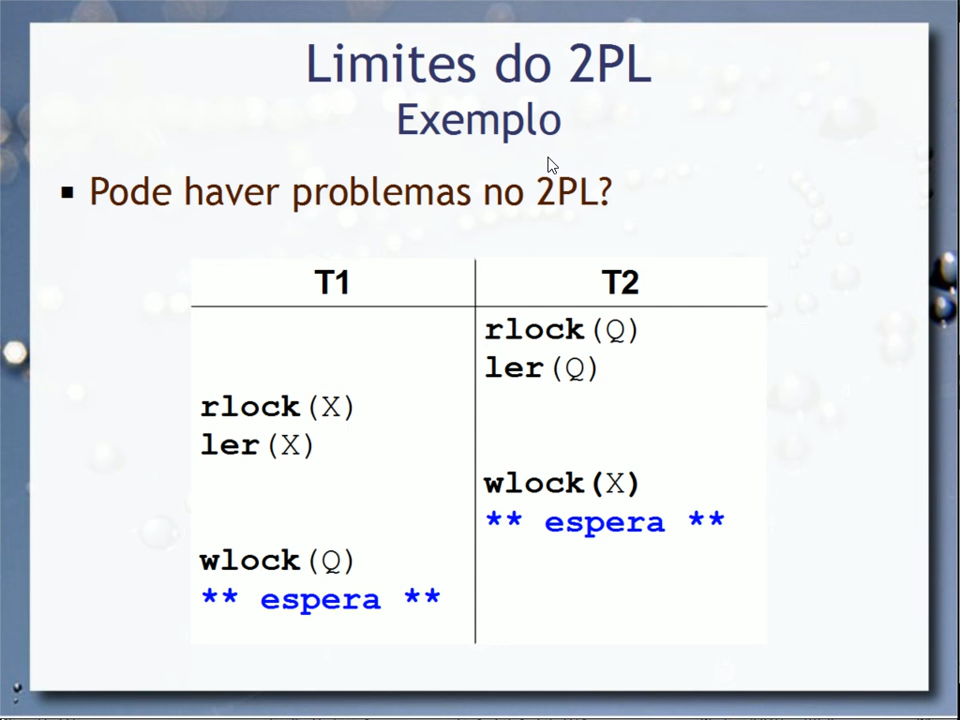 Limites do 2PL
Exemplo
▪ Pode haver problemas no 2PL?
T1 T2
rlock(Q)
ler(Q)
rlock(X)
ler(X)
wlock(X)
** espera **
wlock(Q)
** espera **